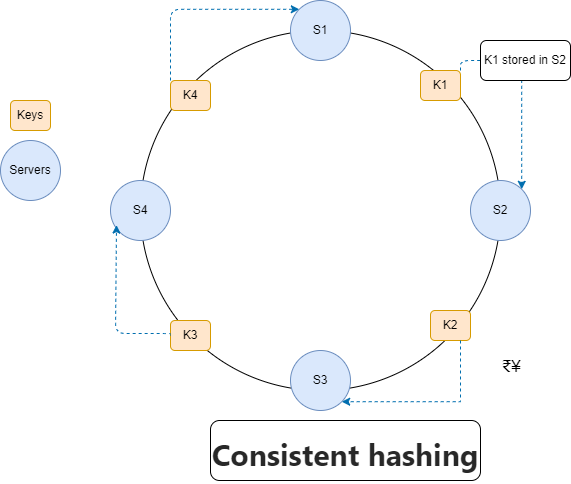 S1
K1
K1 stored in S2
K4
Keys
Servers
S4
S2
K3
K2
S3
₹¥
Consistent hashing